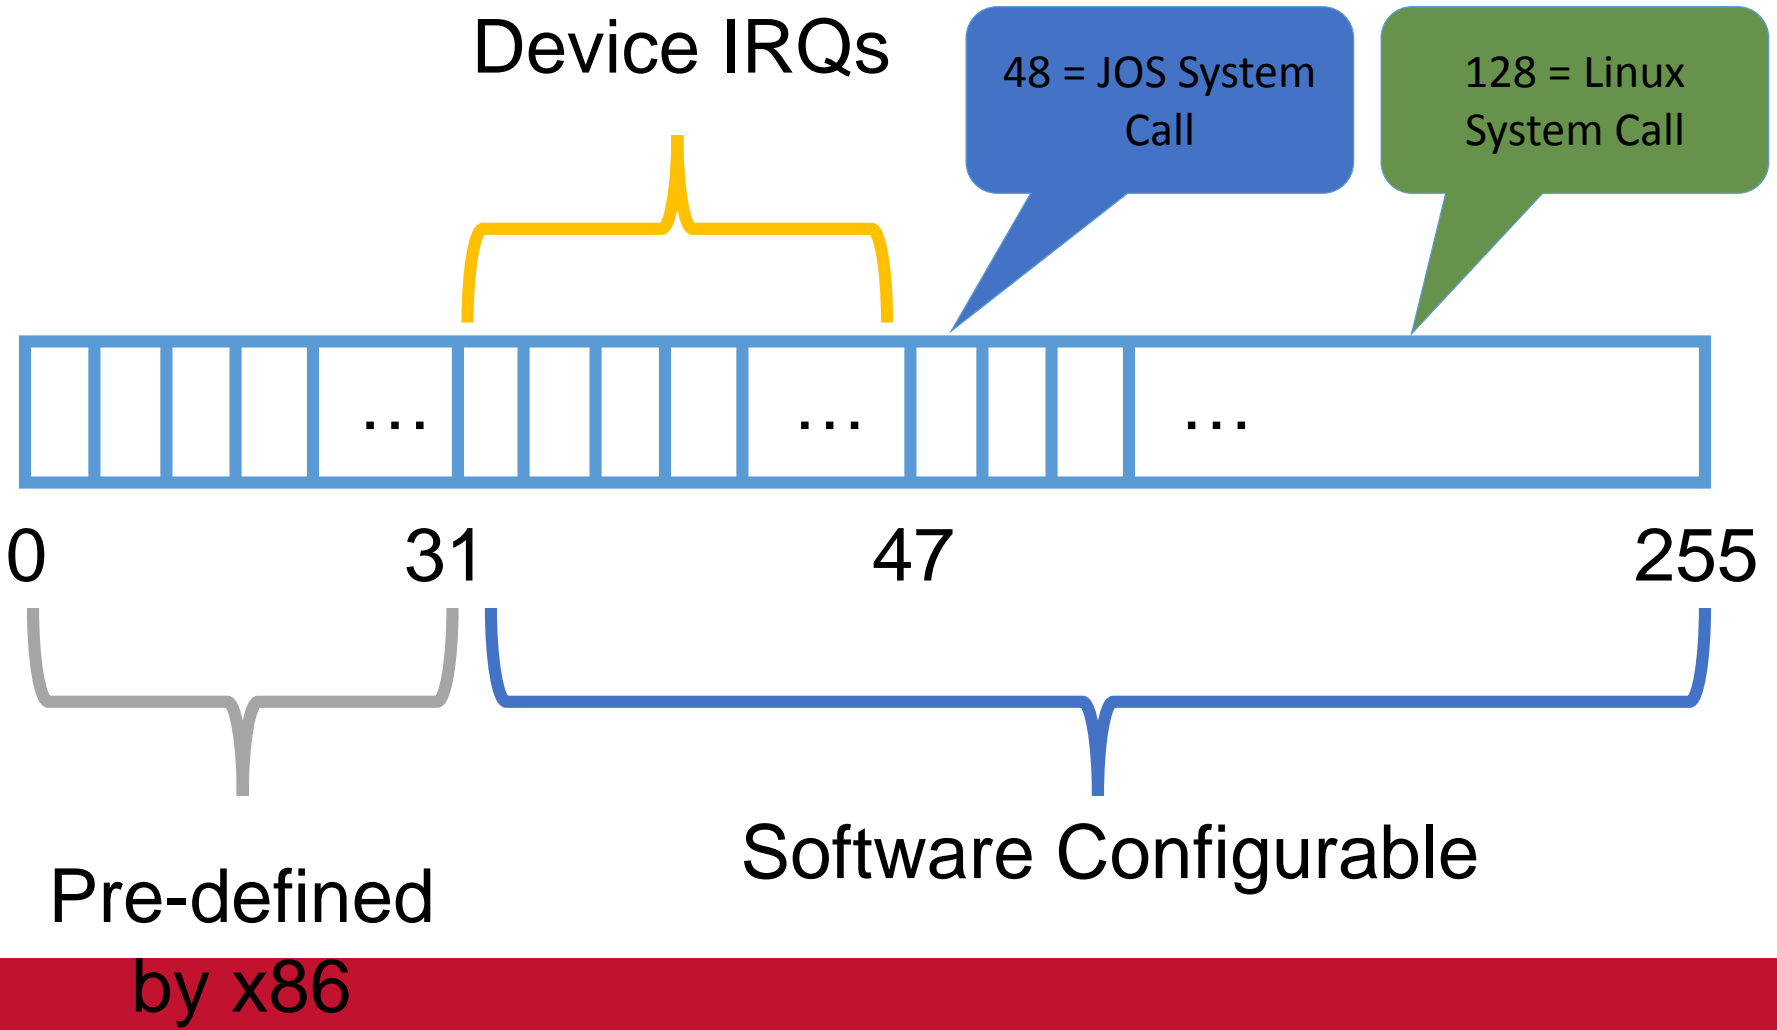 Device IRQs
48 = JOS System
Call
128 = Linux
System Call
...
...
...
0
31
47
255
Software Configurable
Pre-defined
by x86